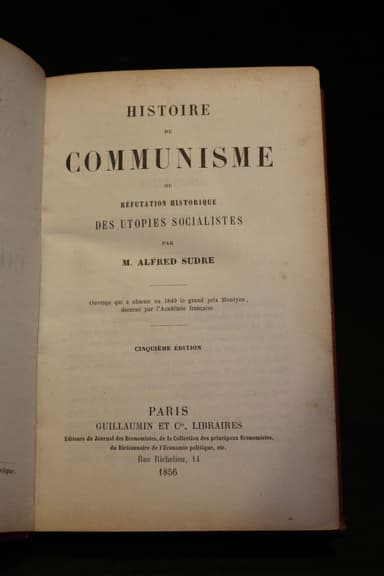 HISTOIRE
DU
COMMUNISME
OU
RÉFUTATION HISTORIQUE
DES UTOPIES SOCIALISTES
PAR
M. ALFRED SUDRE
Ouvrage qui a obtenu en 1849 le grand prix Montyon,
décerné par l'Académie française.
CINQUIÈME ÉDITION
PARIS
GUILLAUMIN ET Cie, LIBRAIRES
Éditeurs du Journal des Économistes, de la Collection des principaux Économistes,
du Dictionnaire de l'Économie politique, etc.
Rue Richelieu, 14
1856